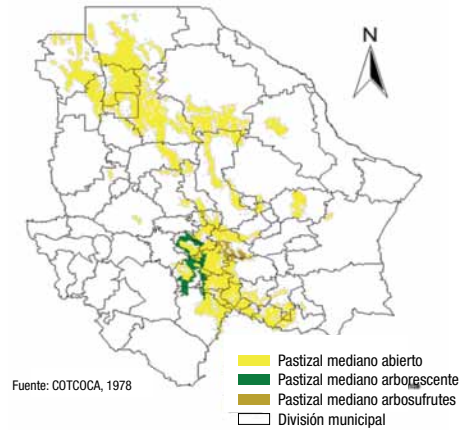 N
Pastizal mediano abierto
Pastizal mediano arborescente
Pastizal mediano arbosufrutes
División municipal
Fuente: COTCOCA, 1978